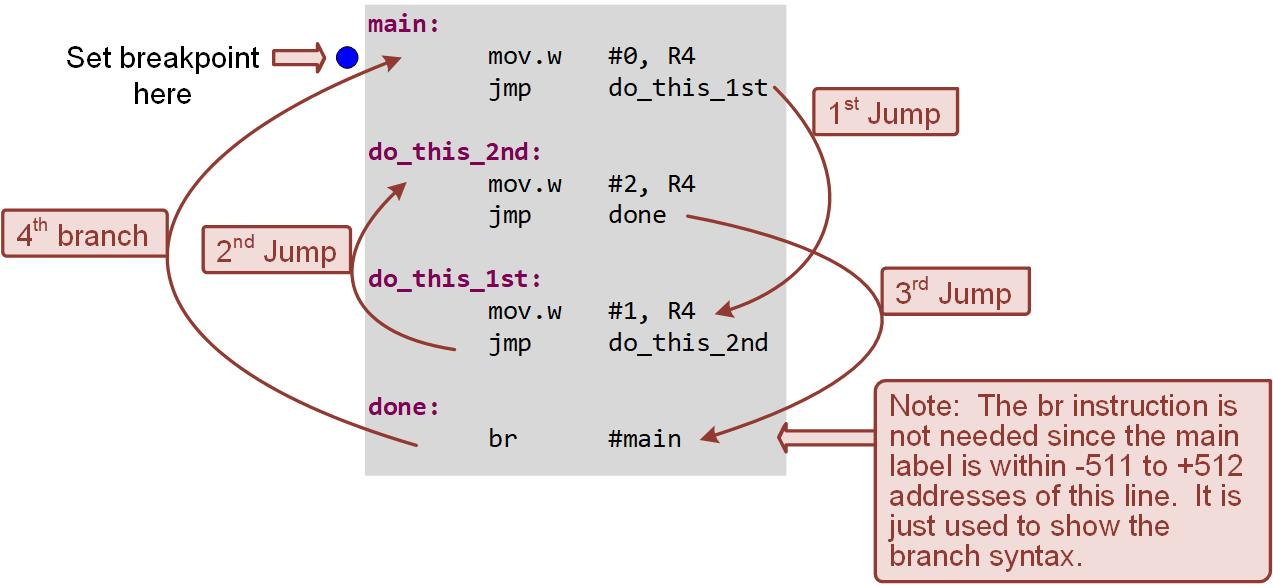 main:
Set breakpoint here
mov.w #0, R4
jmp do_this_1st
1st Jump
do_this_2nd:
mov.w #2, R4
jmp done
4th branch
2nd Jump
do_this_1st:
mov.w #1, R4
jmp do_this_2nd
3rd Jump
done:
br #main
Note: The br instruction is
not needed since the main
label is within -511 to +512
addresses of this line. It is
just used to show the
branch syntax.